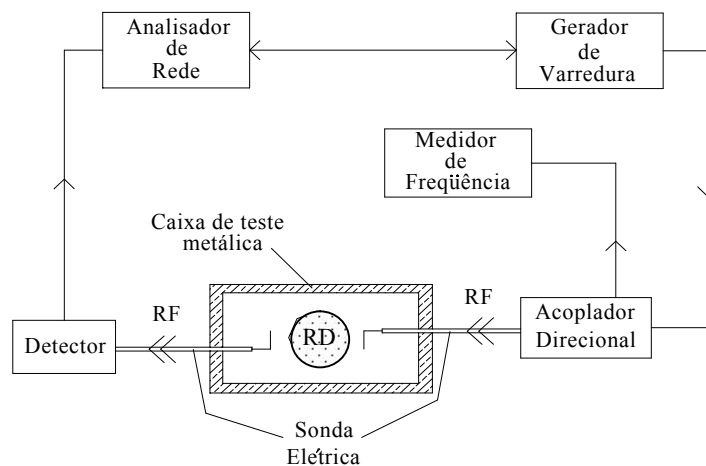 Analisador
de
Rede
Gerador
de
Varredura
Medidor
de
Freqüência
Caixa de teste
metálica
RF
RF
Detector
RD
Acoplador
Direcional
Sonda
Elétrica